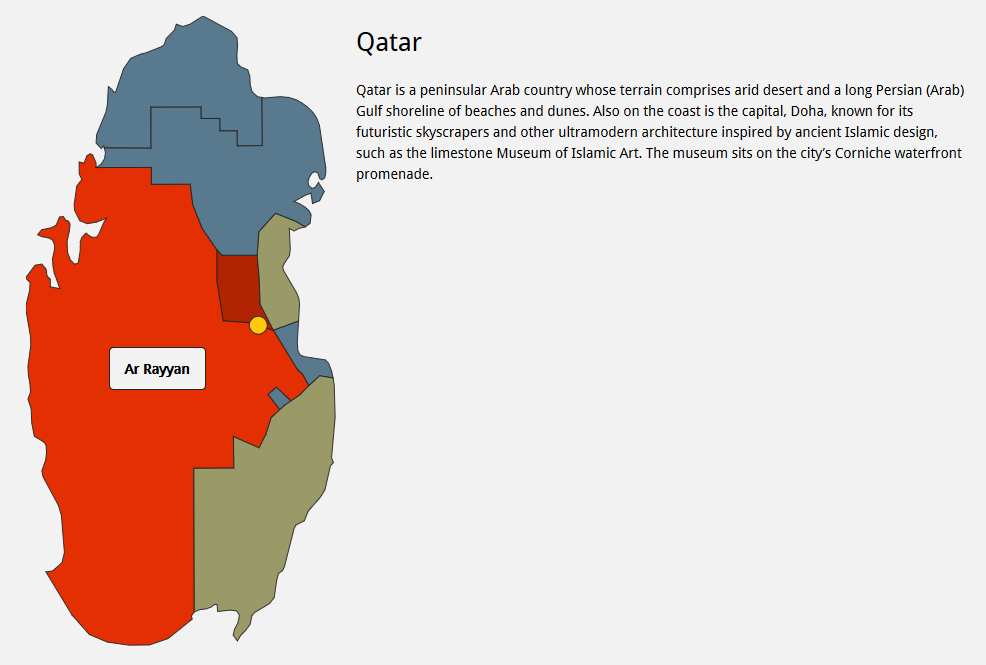 Qatar
Qatar is a peninsular Arab country whose terrain comprises arid desert and a long Persian (Arab)
Gulf shoreline of beaches and dunes. Also on the coast is the capital, Doha, known for its
futuristic skyscrapers and other ultramodern architecture inspired by ancient Islamic design,
such as the limestone Museum of Islamic Art. The museum sits on the city’s Corniche waterfront
promenade.
Ar Rayyan